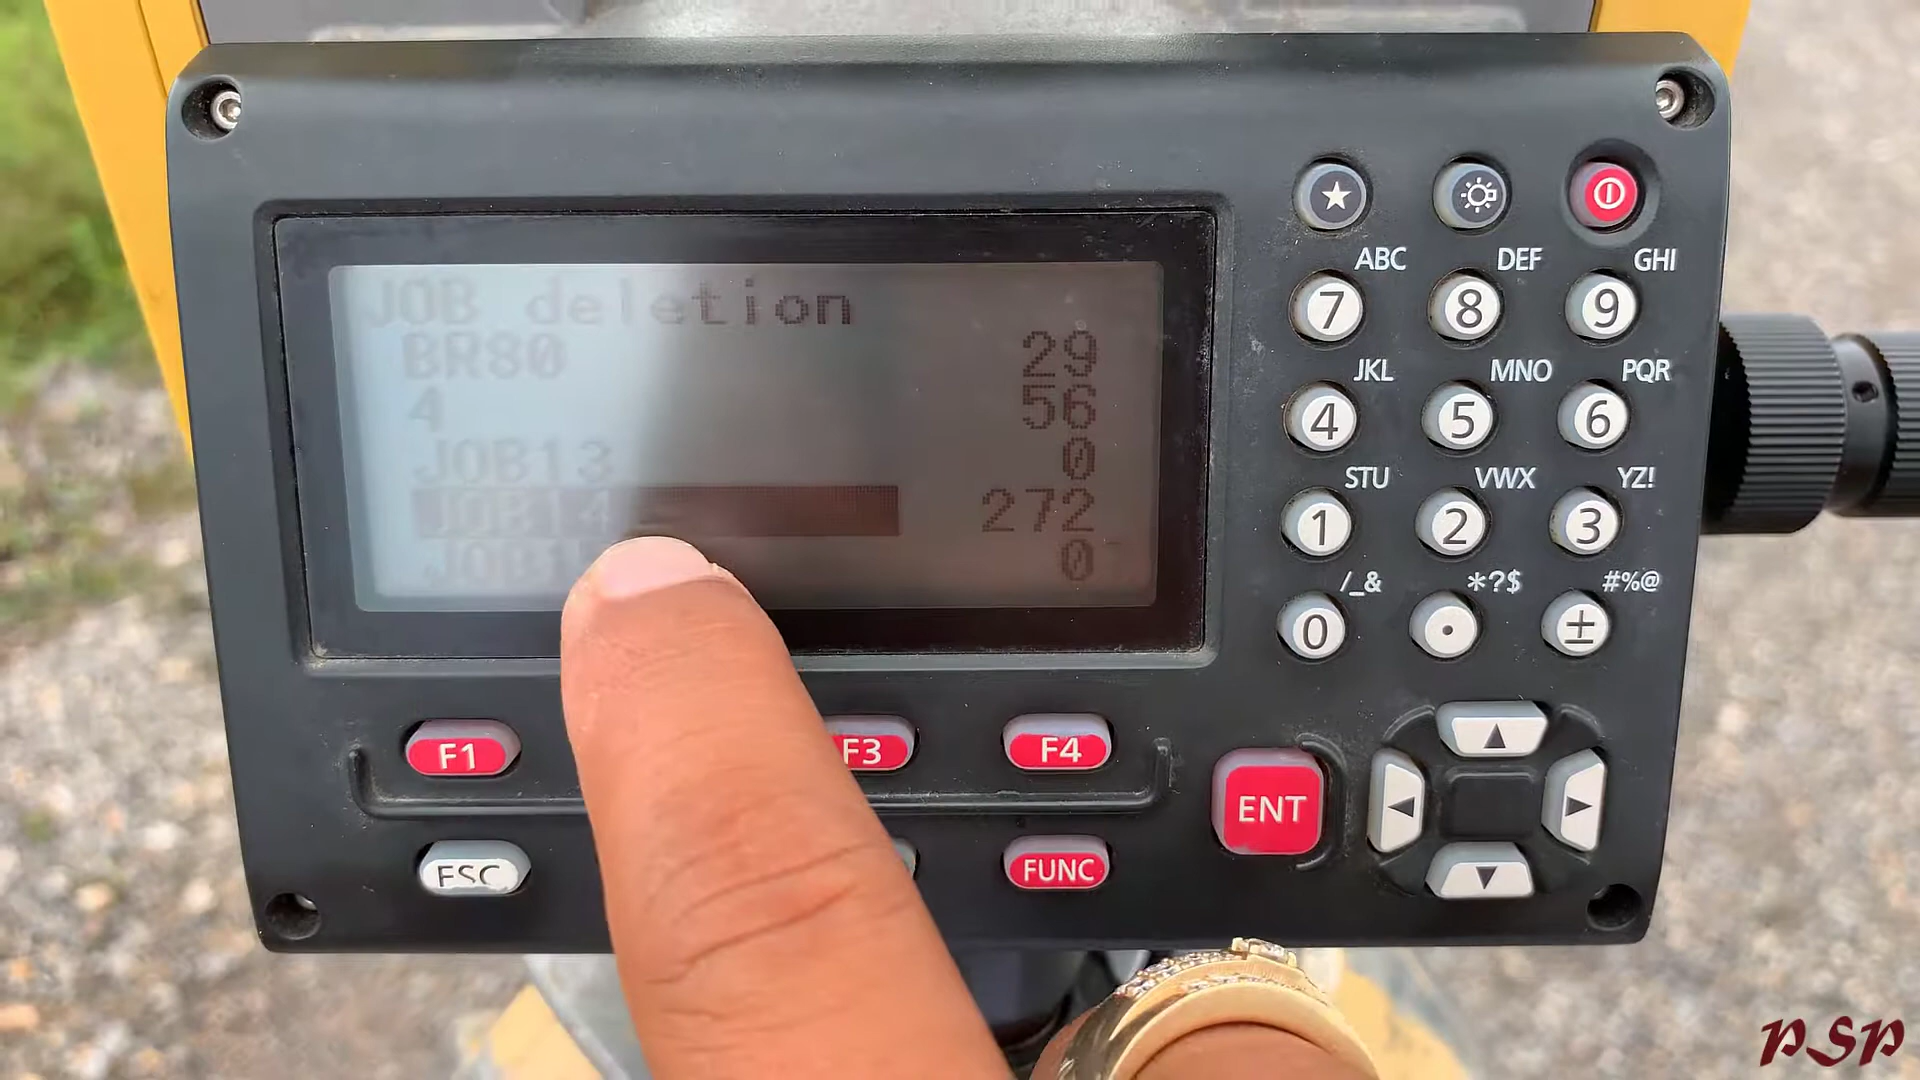 JOB deletion
BR80 29
4 56
JOB13 0
JOB14 272
0
ABC DEF GHI
7 8 9
JKL MNO PQR
4 5 6
STU VWX YZ!
1 2 3
/_& *?$ #%@
0 . ±
F1 F3 F4
ENT
ESC FUNC
PSP